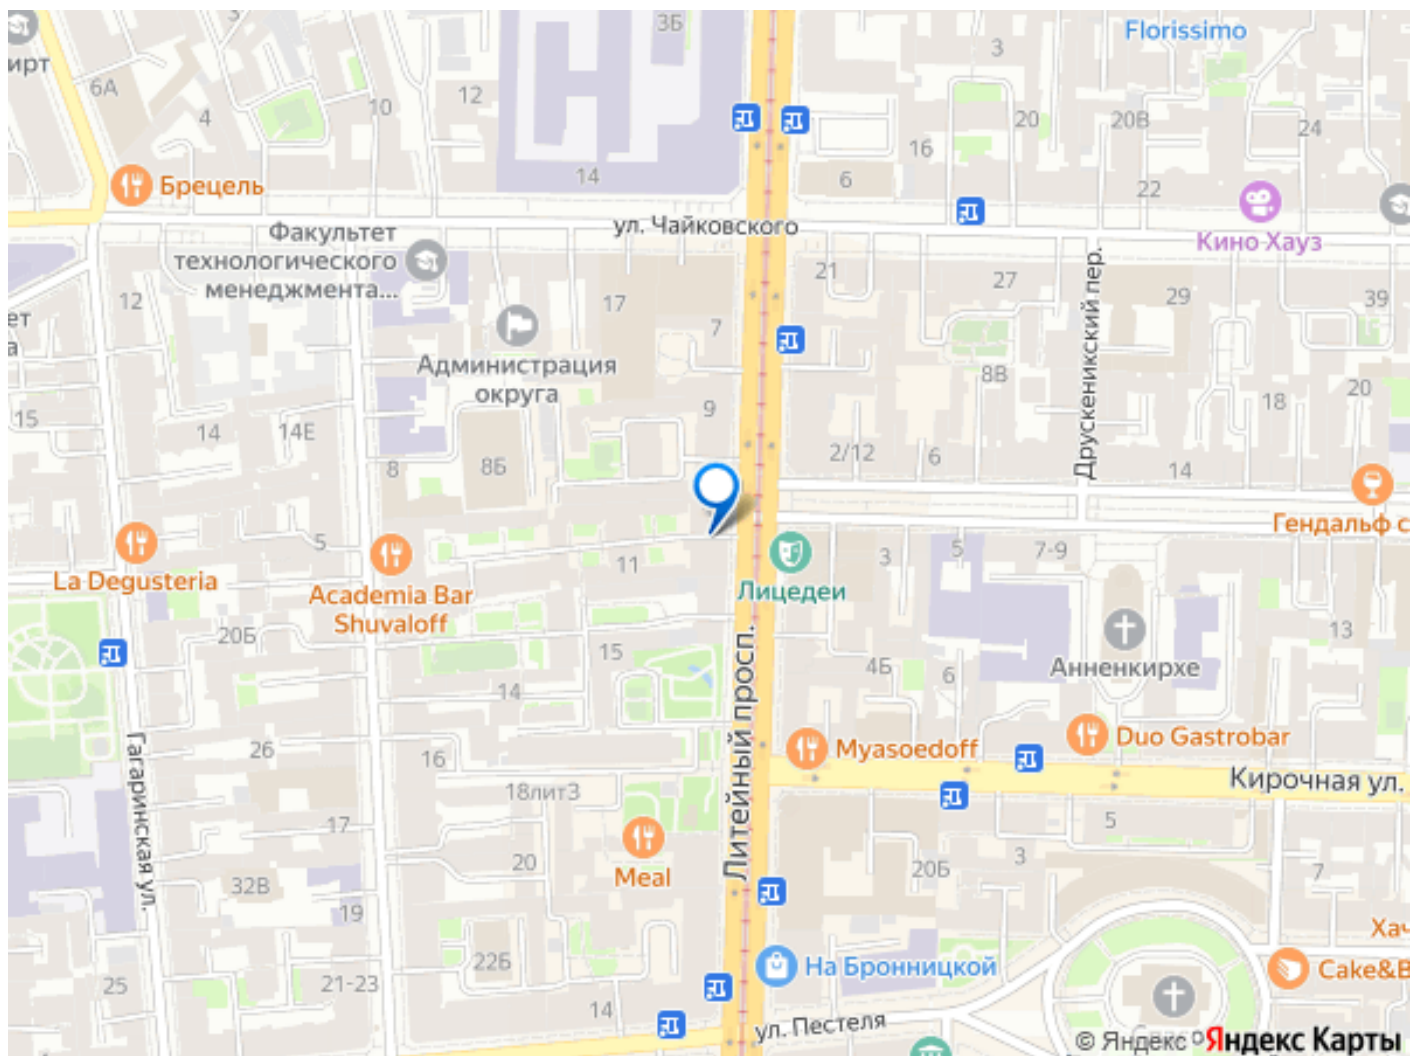 3
3Б
Florissimo
ирт
3
6А
12
10
4
20
20В
24
16
14
6
22
Брецель
ул. Чайковского
Кино Хауз
Факультет
технологического
менеджмента...
21
27
29
39
12
17
7
ет
а
Администрация
округа
Друскеникский пер.
8В
20
15
14
14Е
9
18
8
8Б
2/12
6
14
Гендальф с
5
La Degusteria
Academia Bar
Shuvaloff
11
Лицедеи
3
5
7-9
20Б
15
4Б
6
Анненкирхе
13
14
Литейный просп.
26
16
Myasoedoff
Duo Gastrobar
Кирочная ул.
Гагаринская ул.
18лит3
17
20
Meal
5
3
20Б
7
32В
19
22Б
21-23
25
14
На Бронницкой
Хач
Cake&B
ул. Пестеля
© Яндекс
Яндекс Карты